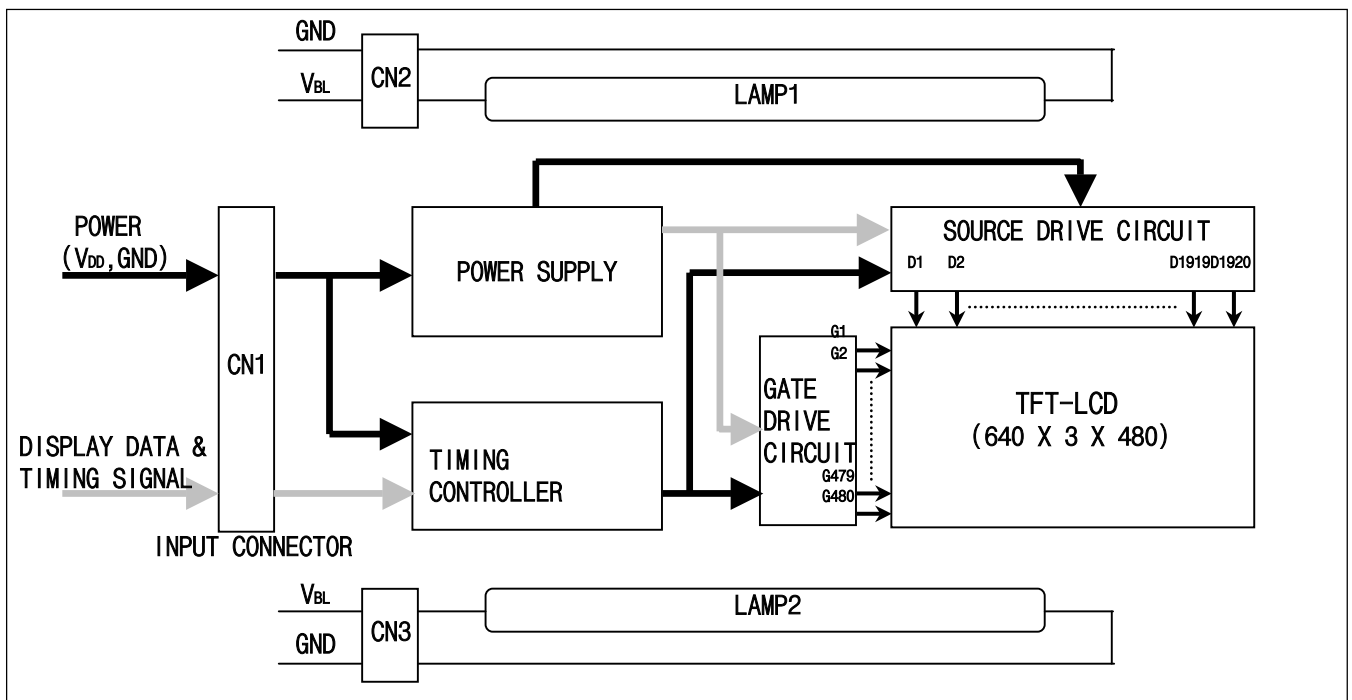 GND
CN2
VBL
LAMP1
POWER
(VDD,GND)
POWER SUPPLY
SOURCE DRIVE CIRCUIT
D1 D2 D1919D1920
CN1
G1
G2
GATE
DRIVE
CIRCUIT
G479
G480
TFT-LCD
(640 X 3 X 480)
DISPLAY DATA &
TIMING SIGNAL
TIMING
CONTROLLER
INPUT CONNECTOR
VBL
CN3
LAMP2
GND